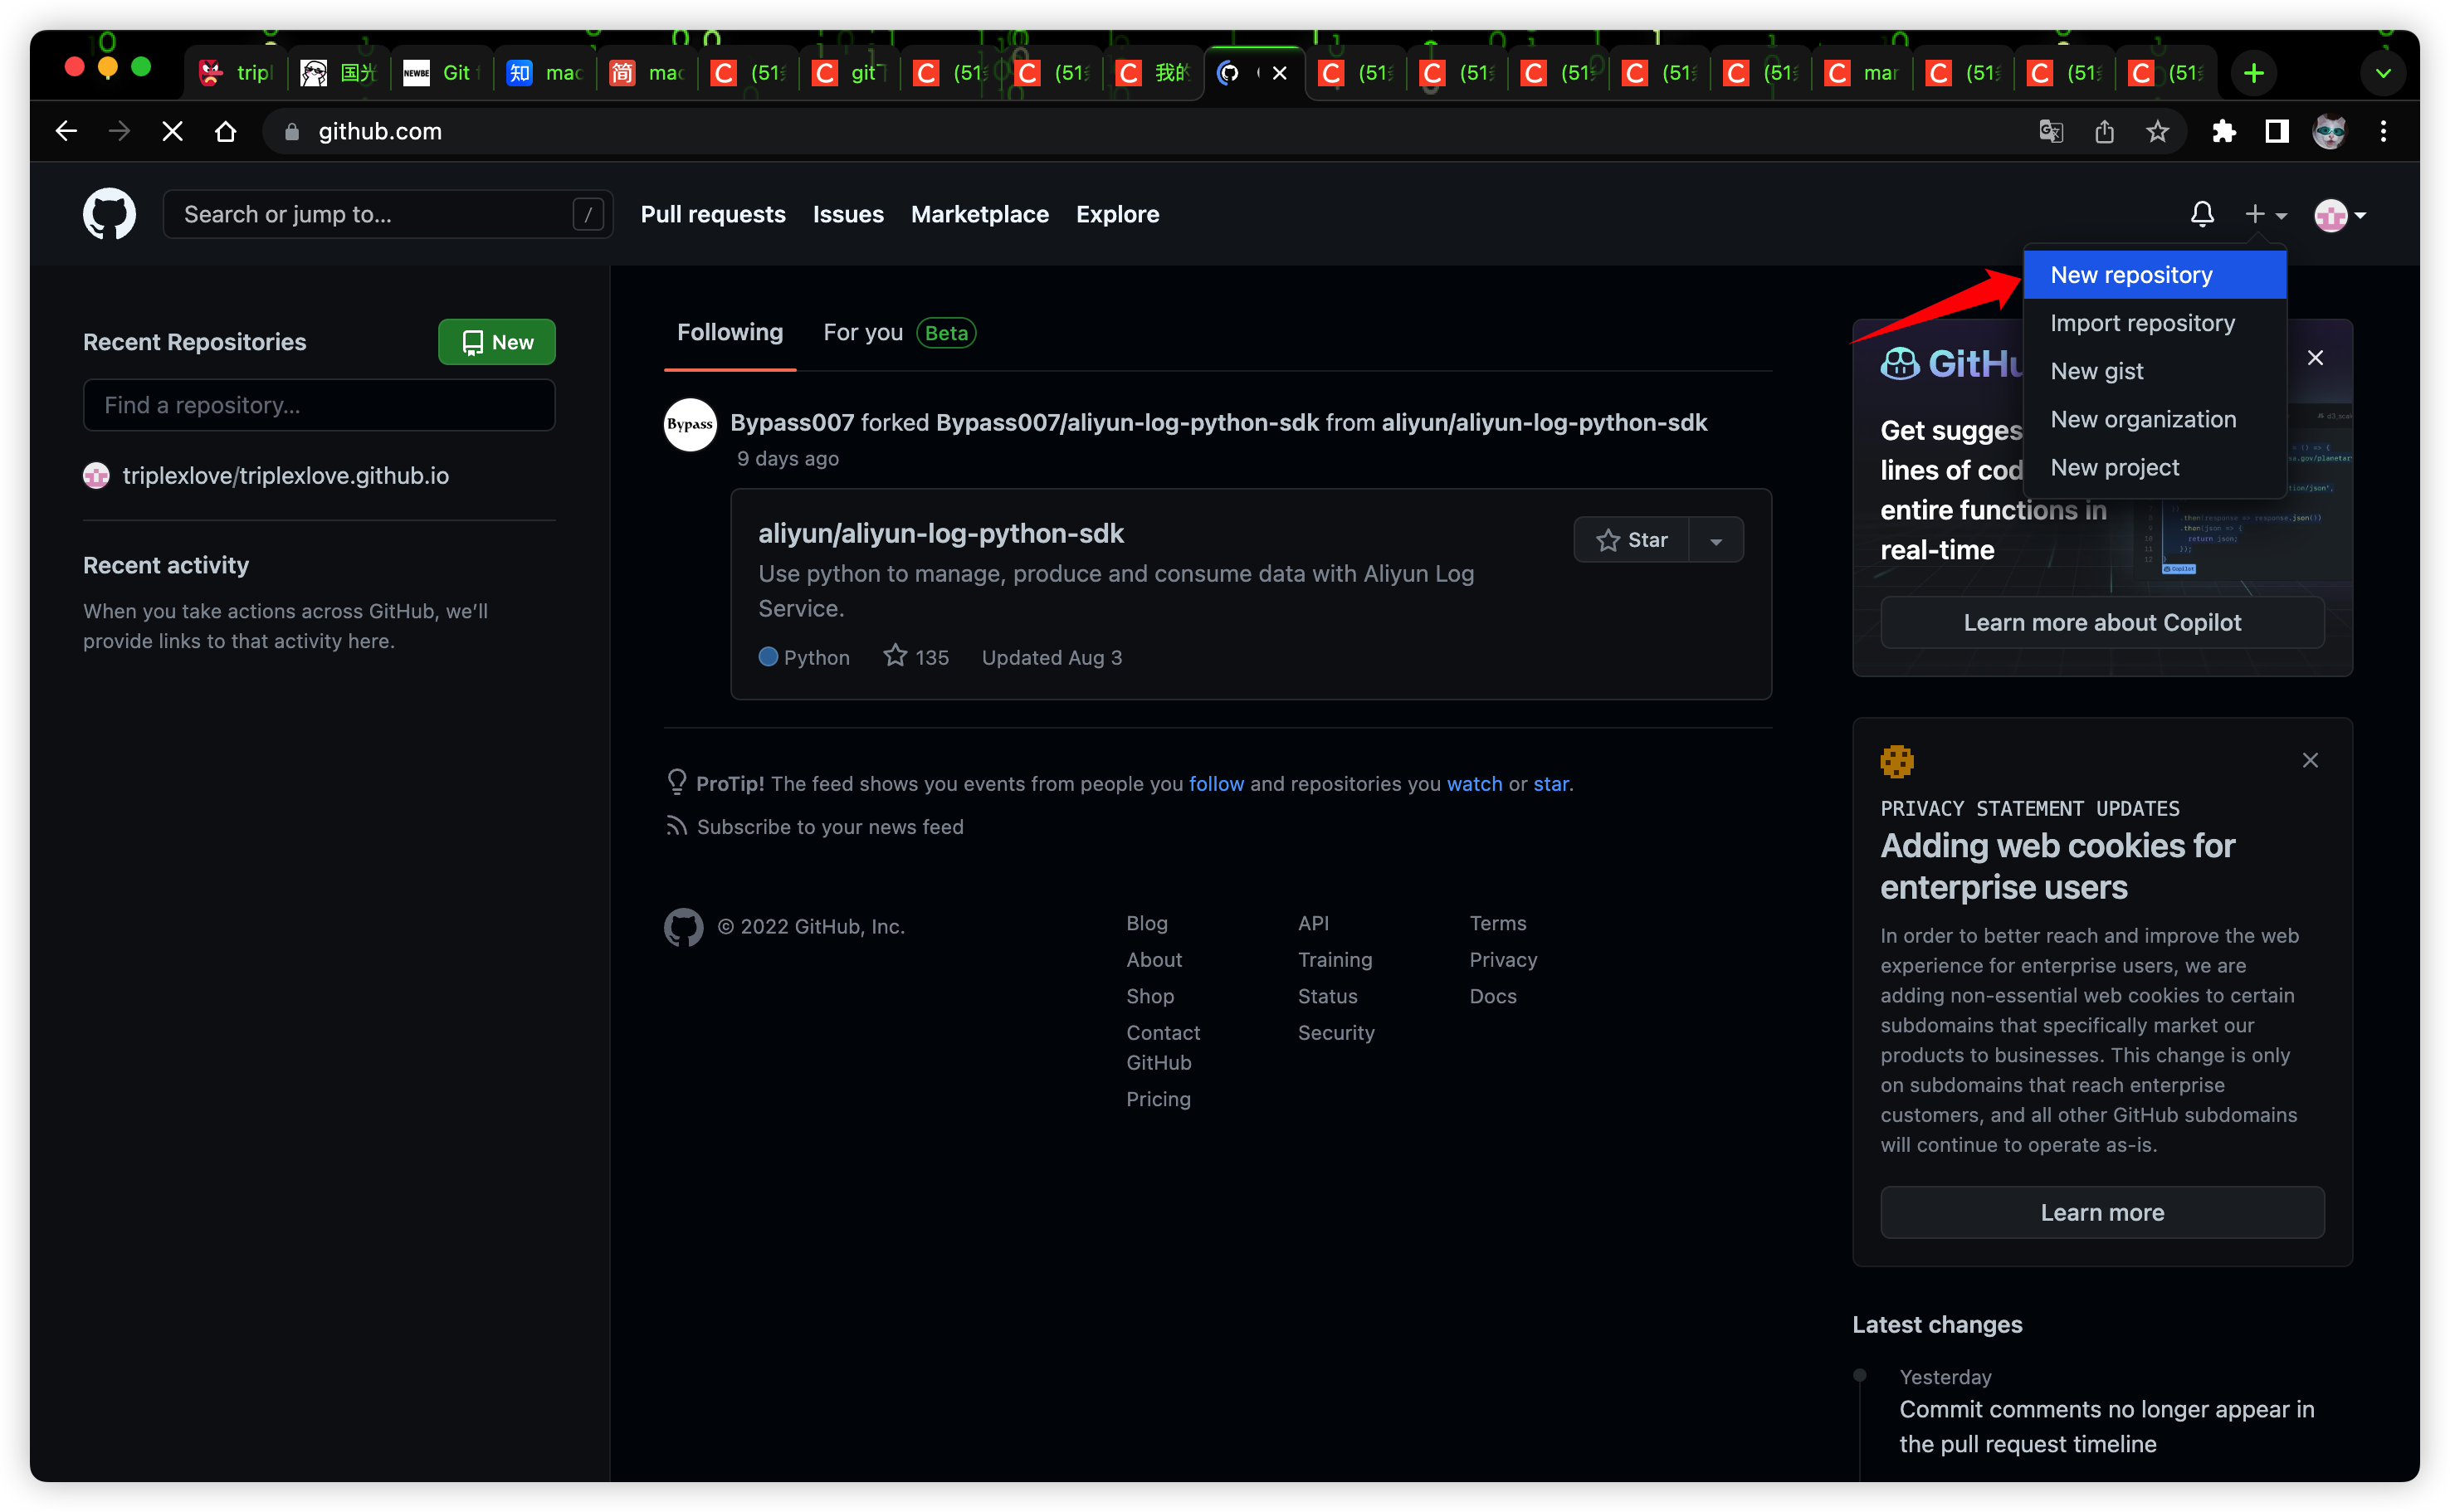 tripl
国光
NEWBE
Git f
知
mac
简
mac
C
(51
C
git
C
(51
C
(51
C
我的
C
(51
C
(51
C
(51
C
(51
C
(51
C
mar
C
(51
C
(51
C
(51
github.com
Search or jump to...
/
Pull requests
Issues
Marketplace
Explore
New repository
Import repository
New gist
New organization
New project
Recent Repositories
New
Find a repository...
triplexlove/triplexlove.github.io
Recent activity
When you take actions across GitHub, we’ll
provide links to that activity here.
Following
For you
Beta
Bypass
Bypass007 forked Bypass007/aliyun-log-python-sdk from aliyun/aliyun-log-python-sdk
9 days ago
aliyun/aliyun-log-python-sdk
Star
Use python to manage, produce and consume data with Aliyun Log
Service.
Python
135
Updated Aug 3
ProTip! The feed shows you events from people you follow and repositories you watch or star.
Subscribe to your news feed
© 2022 GitHub, Inc.
Blog
About
Shop
Contact
GitHub
Pricing
API
Training
Status
Security
Terms
Privacy
Docs
GitHu
Get sugges
lines of cod
entire functions in
real-time
.then(response => response.json())
.then(json => {
return json;
});
Copilot
Learn more about Copilot
PRIVACY STATEMENT UPDATES
Adding web cookies for
enterprise users
In order to better reach and improve the web
experience for enterprise users, we are
adding non-essential web cookies to certain
subdomains that specifically market our
products to businesses. This change is only
on subdomains that reach enterprise
customers, and all other GitHub subdomains
will continue to operate as-is.
Learn more
Latest changes
Yesterday
Commit comments no longer appear in
the pull request timeline